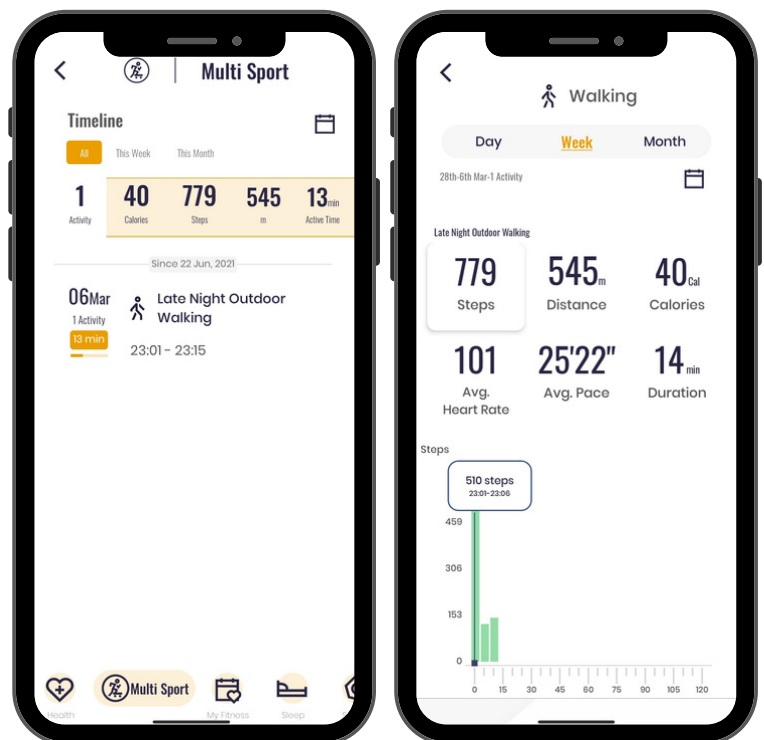 Multi Sport
Timeline
All This Week This Month
1 40 779 545 13min
Activity Calories Steps m Active Time
Since 22 Jun, 2021
06Mar
1 Activity
13 min
Late Night Outdoor
Walking
23:01 - 23:15
Health
Multi Sport
My Fitness
Sleep
Walking
Day Week Month
28th-6th Mar-1 Activity
Late Night Outdoor Walking
779 545m 40Cal
Steps Distance Calories
101 25'22" 14min
Avg.
Heart Rate
Avg. Pace
Duration
Steps
510 steps
23:01-23:06
459
306
153
0
0 15 30 45 60 75 90 105 120